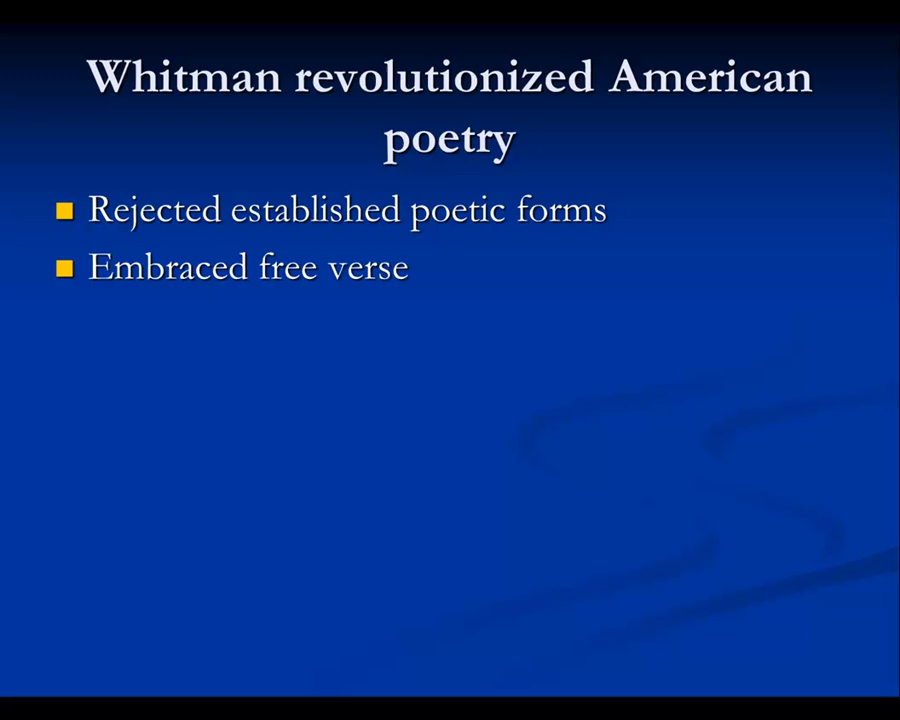 Whitman revolutionized American
poetry
Rejected established poetic forms
Embraced free verse